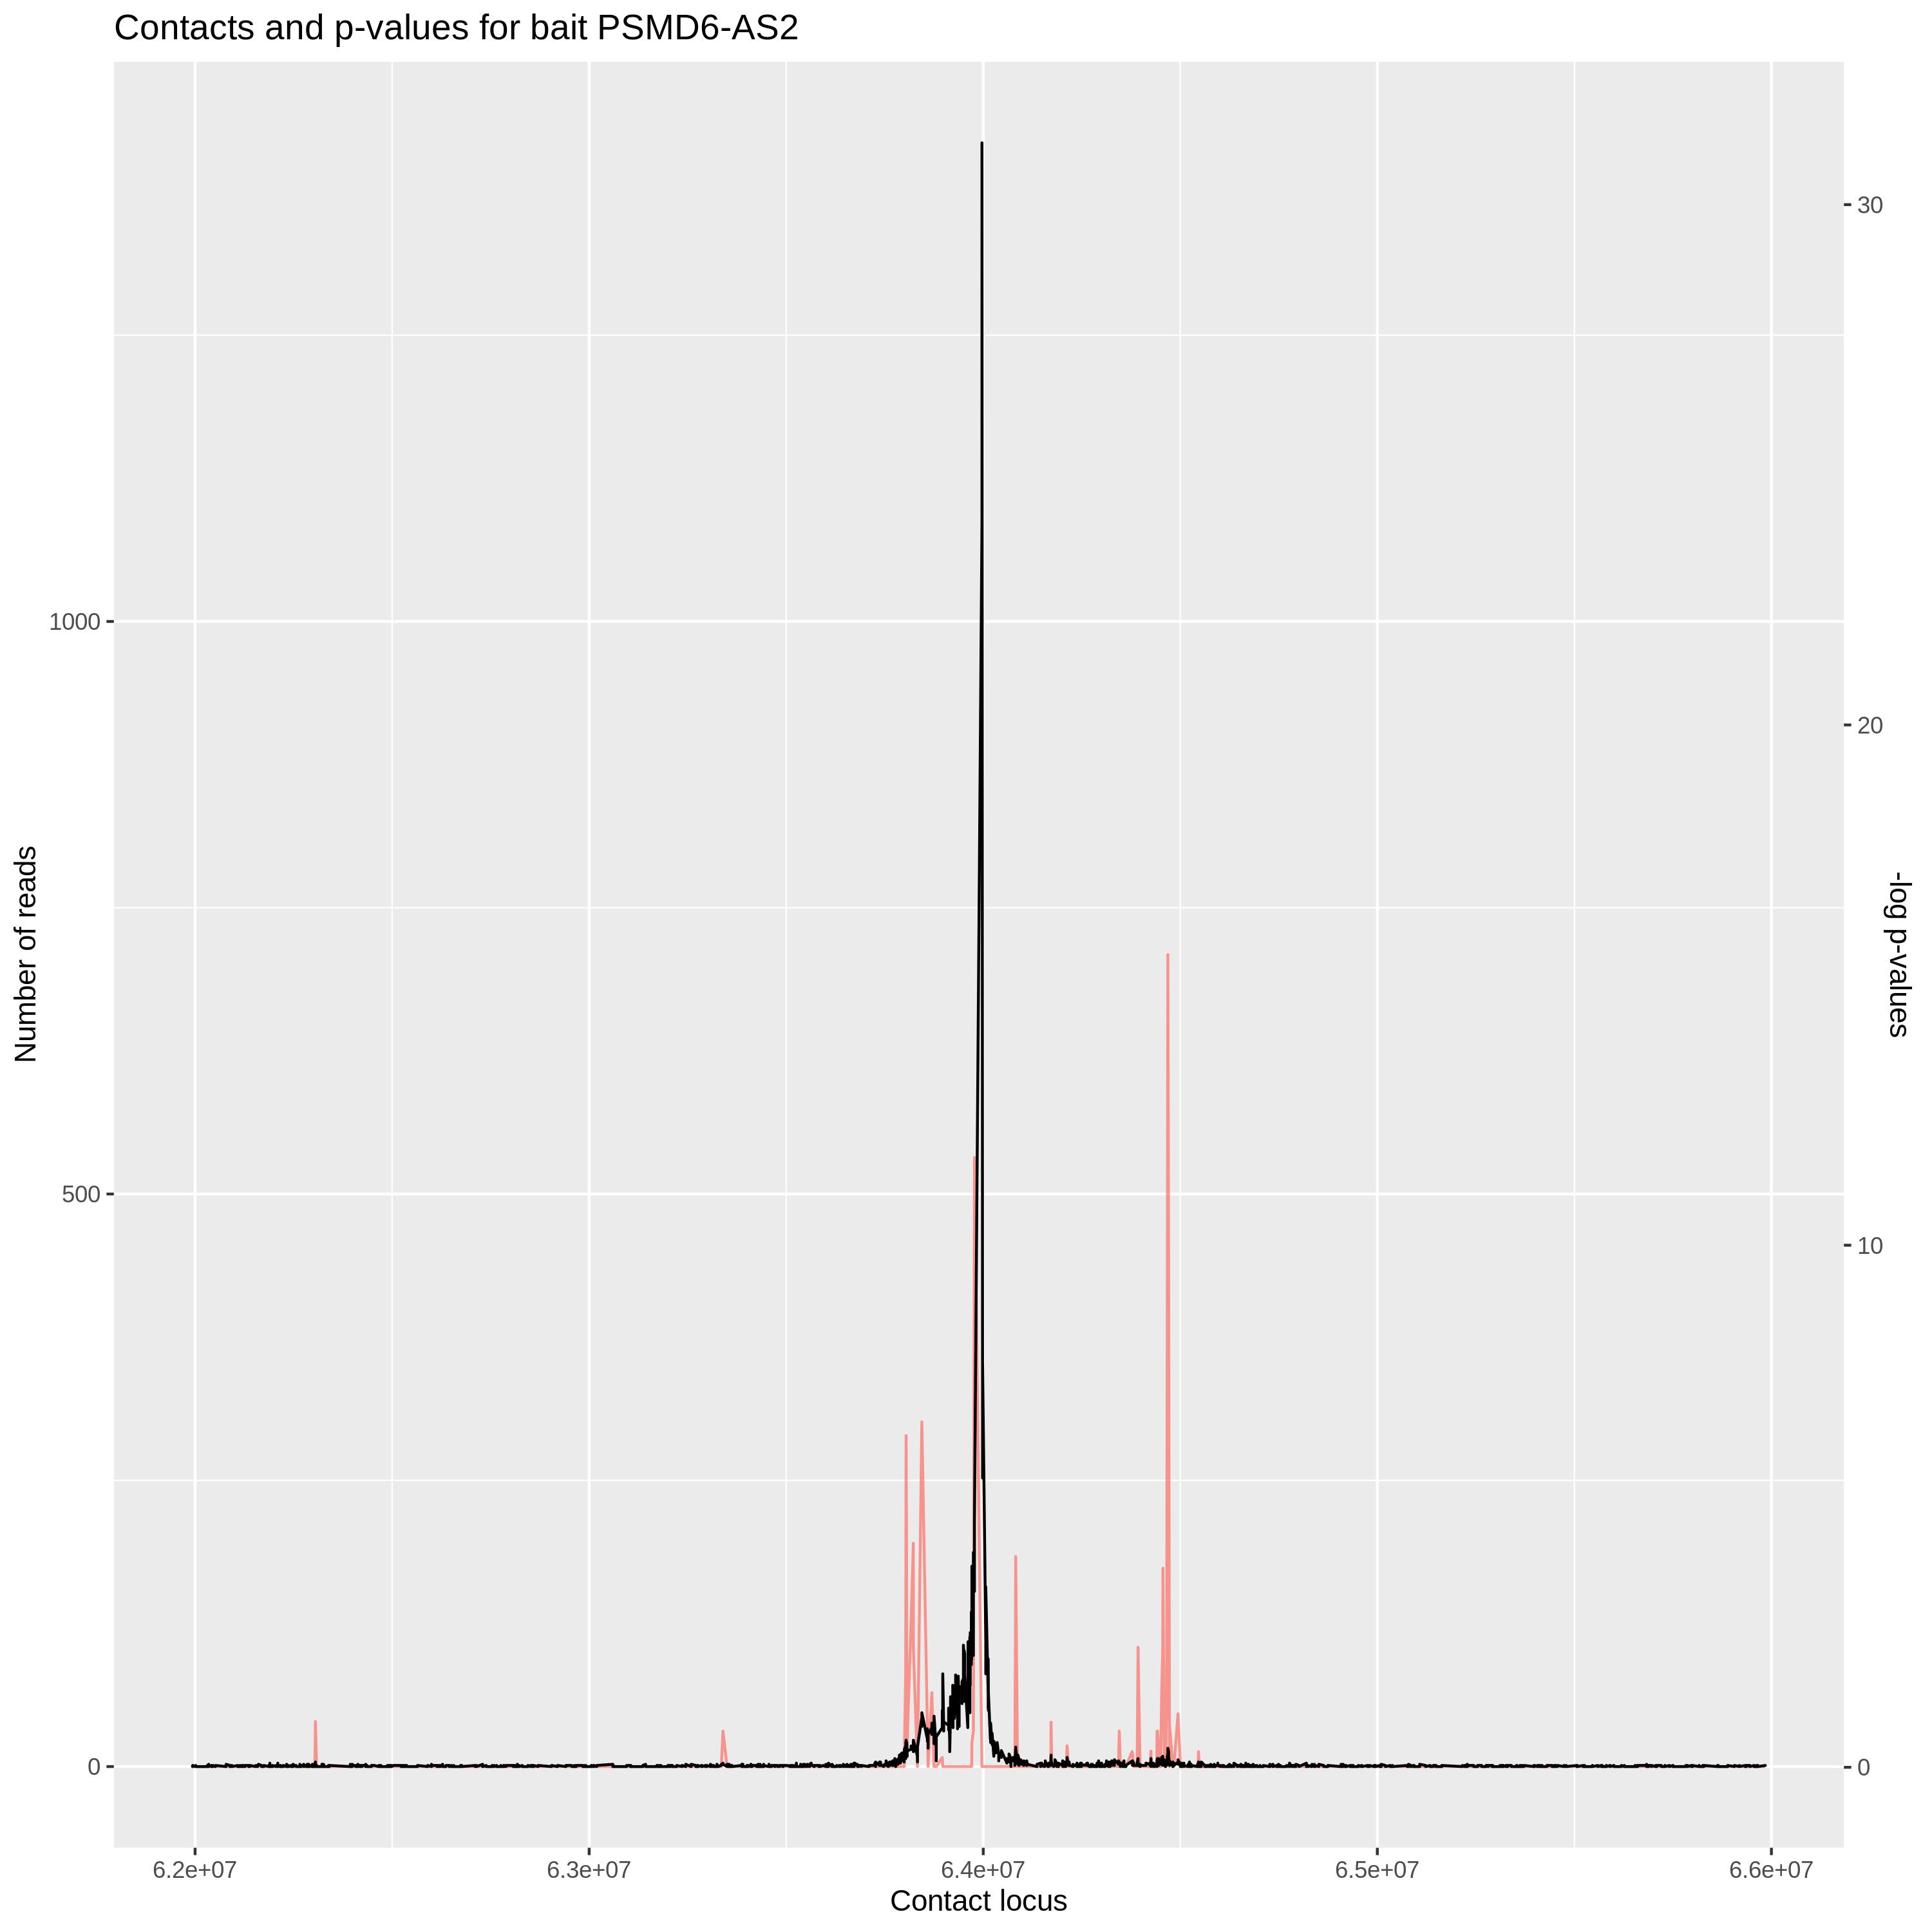 Contacts and p-values for bait PSMD6-AS2
Number of reads
1000
500
0
30
20
10
0
-log p-values
6.2e+07
6.3e+07
6.4e+07
6.5e+07
6.6e+07
Contact locus